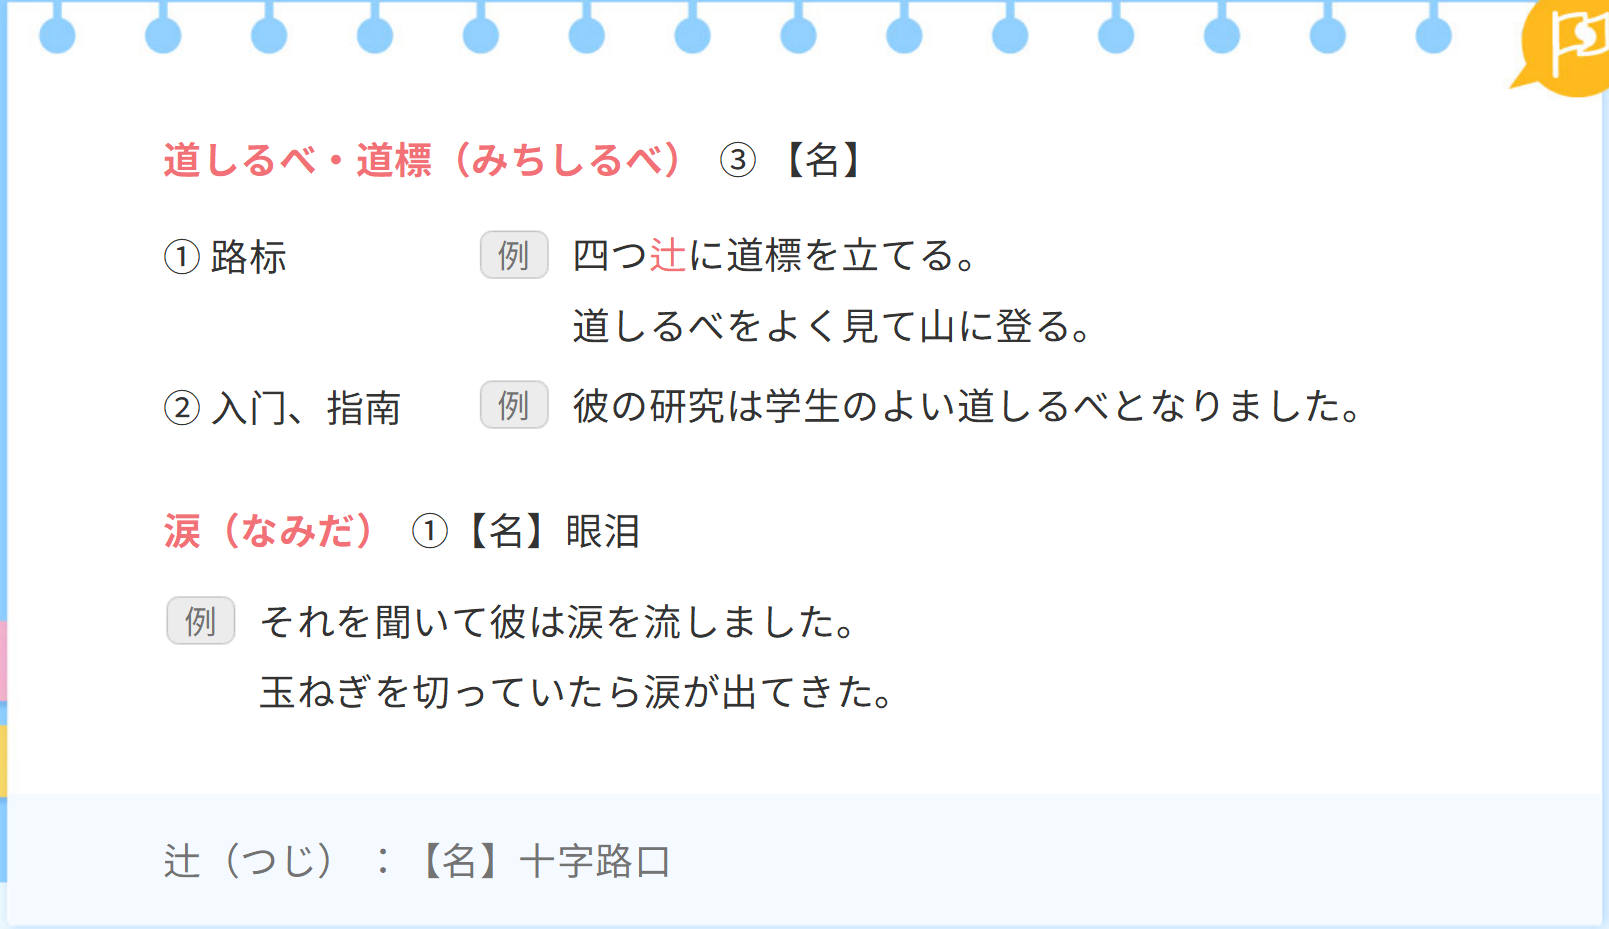 道しるべ・道標（みちしるべ） ③ 【名】
① 路标 例 四つ辻に道標を立てる。
道しるべをよく見て山に登る。
② 入门、指南 例 彼の研究は学生のよい道しるべとなりました。
涙（なみだ） ①【名】眼泪
例 それを聞いて彼は涙を流しました。
玉ねぎを切っていたら涙が出てきた。
辻（つじ） ：【名】十字路口